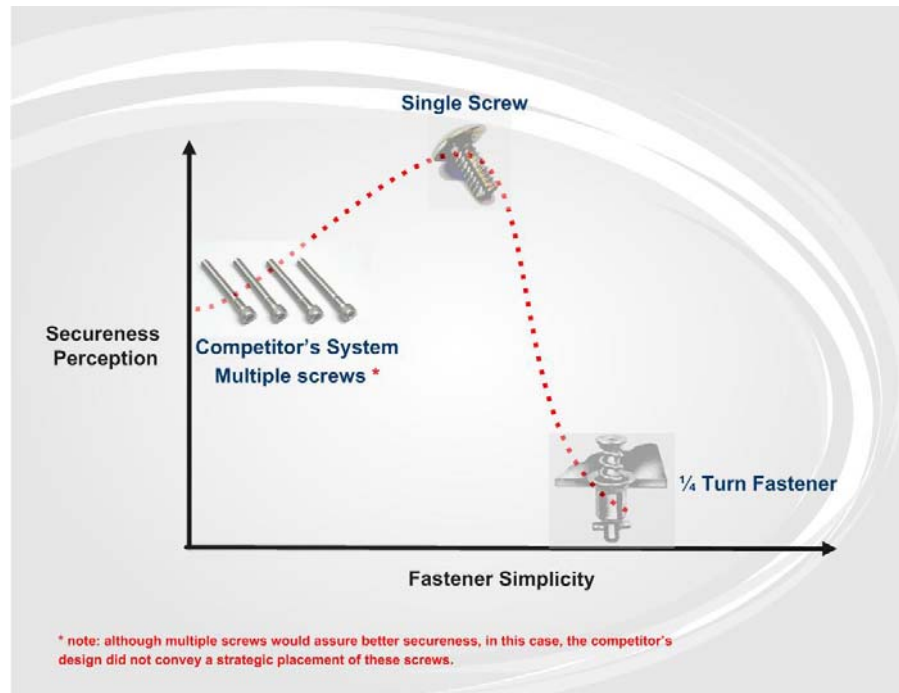 Single Screw
Secureness
Perception
Competitor's System
Multiple screws *
¼ Turn Fastener
Fastener Simplicity
* note: although multiple screws would assure better secureness, in this case, the competitor's
design did not convey a strategic placement of these screws.